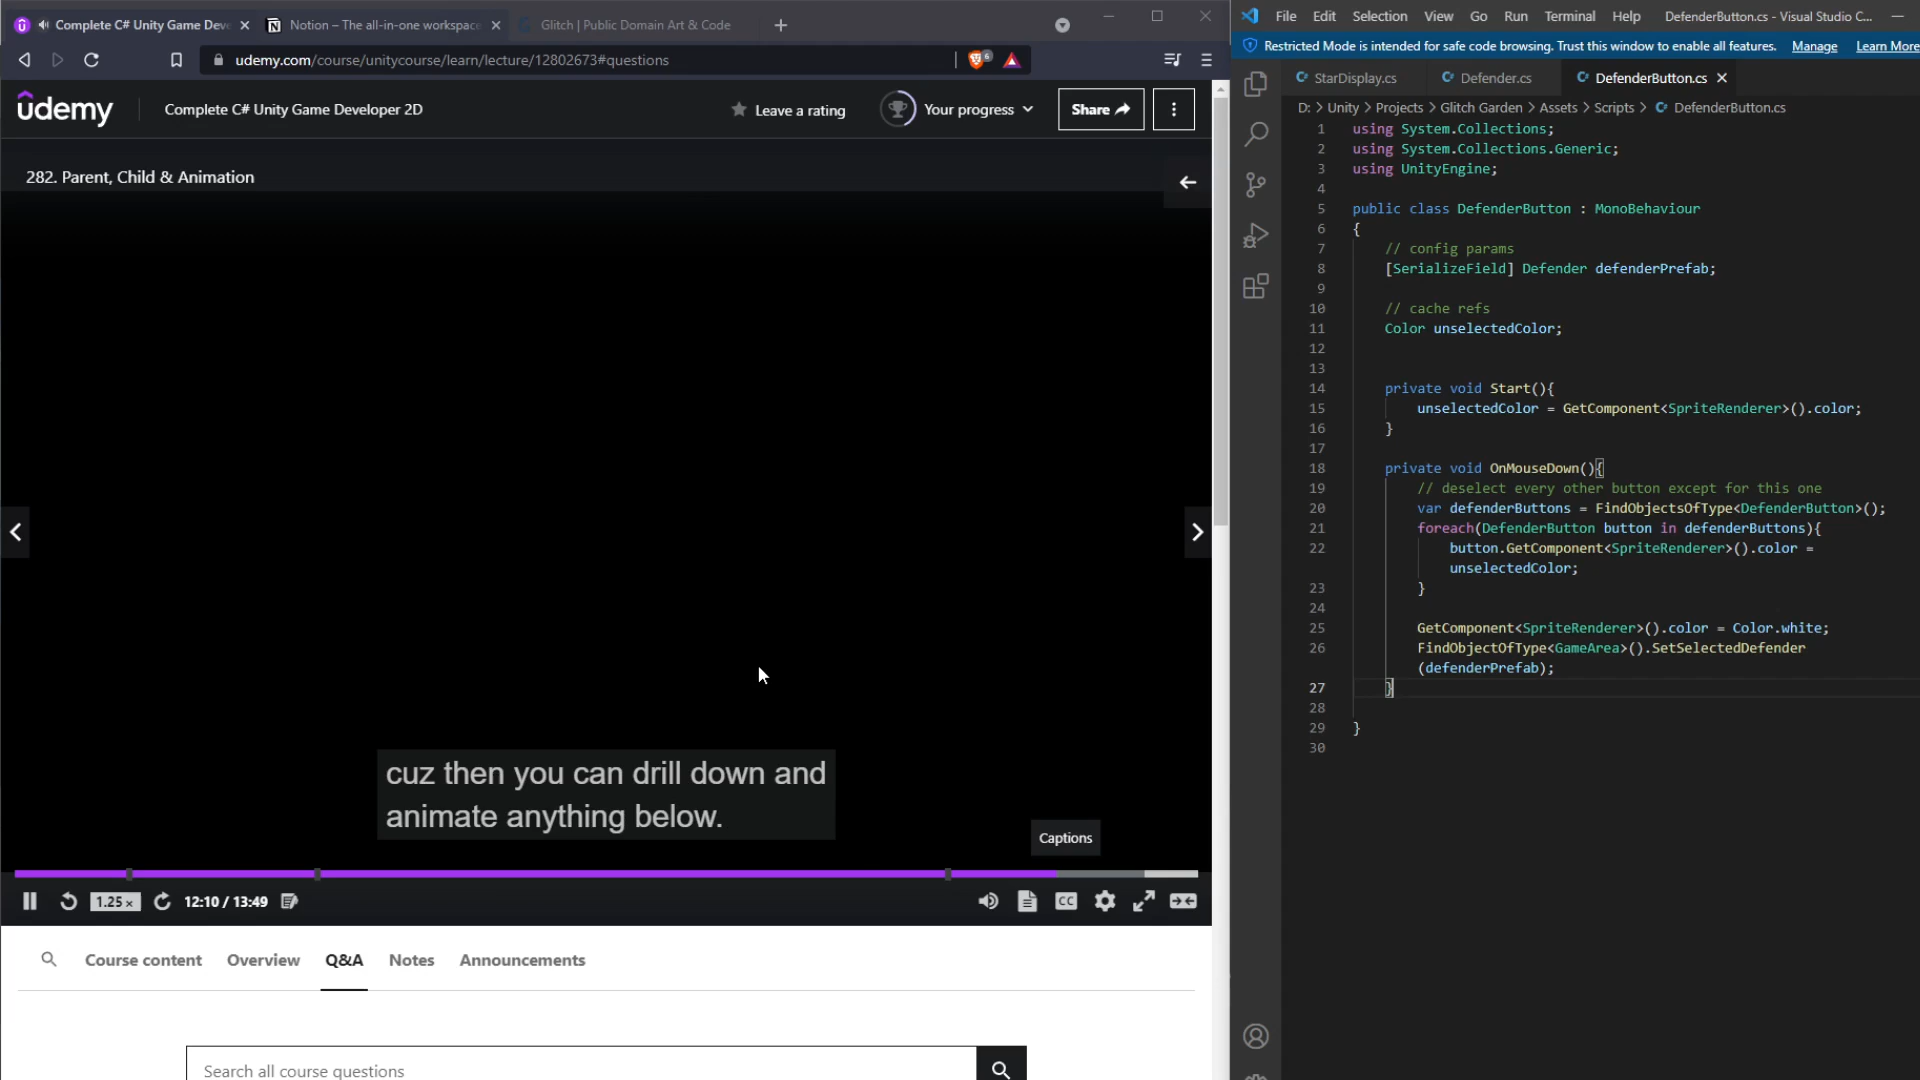 Complete C# Unity Game Deve
Notion – The all-in-one workspace
Glitch | Public Domain Art & Code
udemy.com/course/unitycourse/learn/lecture/12802673#questions
6
udemy
Complete C# Unity Game Developer 2D
Leave a rating
Your progress
Share
282. Parent, Child & Animation
cuz then you can drill down and
animate anything below.
Captions
1.25 x
12:10 / 13:49
CC
Course content
Overview
Q&A
Notes
Announcements
Search all course questions
File Edit Selection View Go Run Terminal Help
DefenderButton.cs - Visual Studio C...
Restricted Mode is intended for safe code browsing. Trust this window to enable all features. Manage Learn More
StarDisplay.cs
Defender.cs
DefenderButton.cs
D: > Unity > Projects > Glitch Garden > Assets > Scripts > DefenderButton.cs
1 using System.Collections;
2 using System.Collections.Generic;
3 using UnityEngine;
4
5 public class DefenderButton : MonoBehaviour
6 {
7 // config params
8 [SerializeField] Defender defenderPrefab;
9
10 // cache refs
11 Color unselectedColor;
12
13
14 private void Start(){
15 unselectedColor = GetComponent<SpriteRenderer>().color;
16 }
17
18 private void OnMouseDown(){
19 // deselect every other button except for this one
20 var defenderButtons = FindObjectsOfType<DefenderButton>();
21 foreach(DefenderButton button in defenderButtons){
22 button.GetComponent<SpriteRenderer>().color =
unselectedColor;
23 }
24
25 GetComponent<SpriteRenderer>().color = Color.white;
26 FindObjectOfType<GameArea>().SetSelectedDefender
(defenderPrefab);
27 }
28
29 }
30